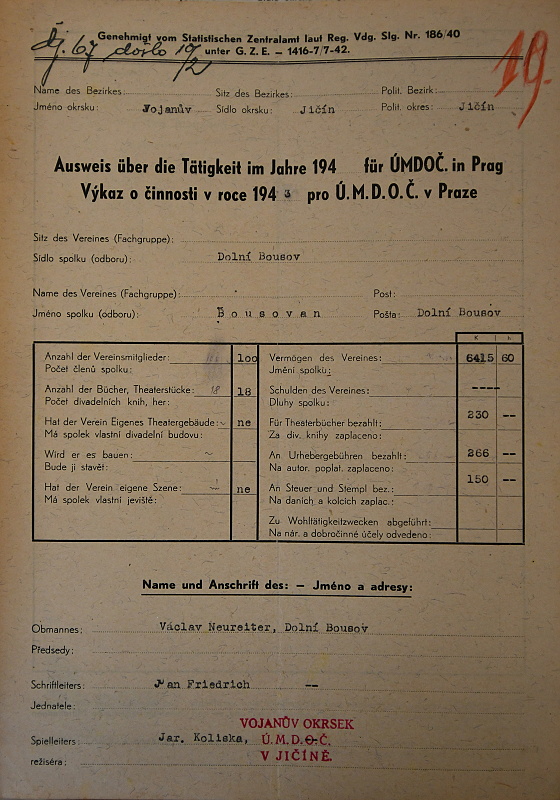 Genehmigt vom Statistischen Zentralamt laut Reg. Vdg. Slg. Nr. 186/40
unter G. Z. E. – 1416-7/7-42.
čj. 67 došlo 19/2
19.
Name des Bezirkes: Sitz des Bezirkes: Polit. Bezirk:
Jméno okrsku: Vojanův Sídlo okrsku: Jičín Polit. okres: Jičín
Ausweis über die Tätigkeit im Jahre 194 für ÚMDOČ. in Prag
Výkaz o činnosti v roce 194 3 pro Ú.M.D.O.Č. v Praze
Sitz des Vereines (Fachgruppe):
Sídlo spolku (odboru): Dolní Bousov
Name des Vereines (Fachgruppe): Post:
Jméno spolku (odboru): Bousovan Pošta: Dolní Bousov
K h
Anzahl der Vereinsmitglieder: 100 Vermögen des Vereines: 6415 60
Počet členů spolku: Jmění spolku:
Anzahl der Bücher, Theaterstücke: 18 18 Schulden des Vereines: ----
Počet divadelních knih, her: Dluhy spolku:
Hat der Verein Eigenes Theatergebäude: ne Für Theaterbücher bezahlt: 230 --
Má spolek vlastní divadelní budovu: Za div. knihy zaplaceno:
Wird er es bauen: An Urhebergebühren bezahlt: 266 --
Bude ji stavět: Na autor. poplat. zaplaceno:
Hat der Verein eigene Szene: ne An Steuer und Stempl bez.: 150 --
Má spolek vlastní jeviště: Na daních a kolcích zaplac.:
Zu Wohltätigkeitzwecken abgeführt:
Na nár. a dobročinné účely odvedeno:
Name und Anschrift des: – Jméno a adresy:
Obmannes: Václav Neureiter, Dolní Bousov
Předsedy:
Schriftleiters: Jan Friedrich --
Jednatele:
VOJANŮV OKRSEK
Spielleiters: Jar. Koliska, Ú.M.D.O.Č.
V JIČÍNĚ.
režiséra: